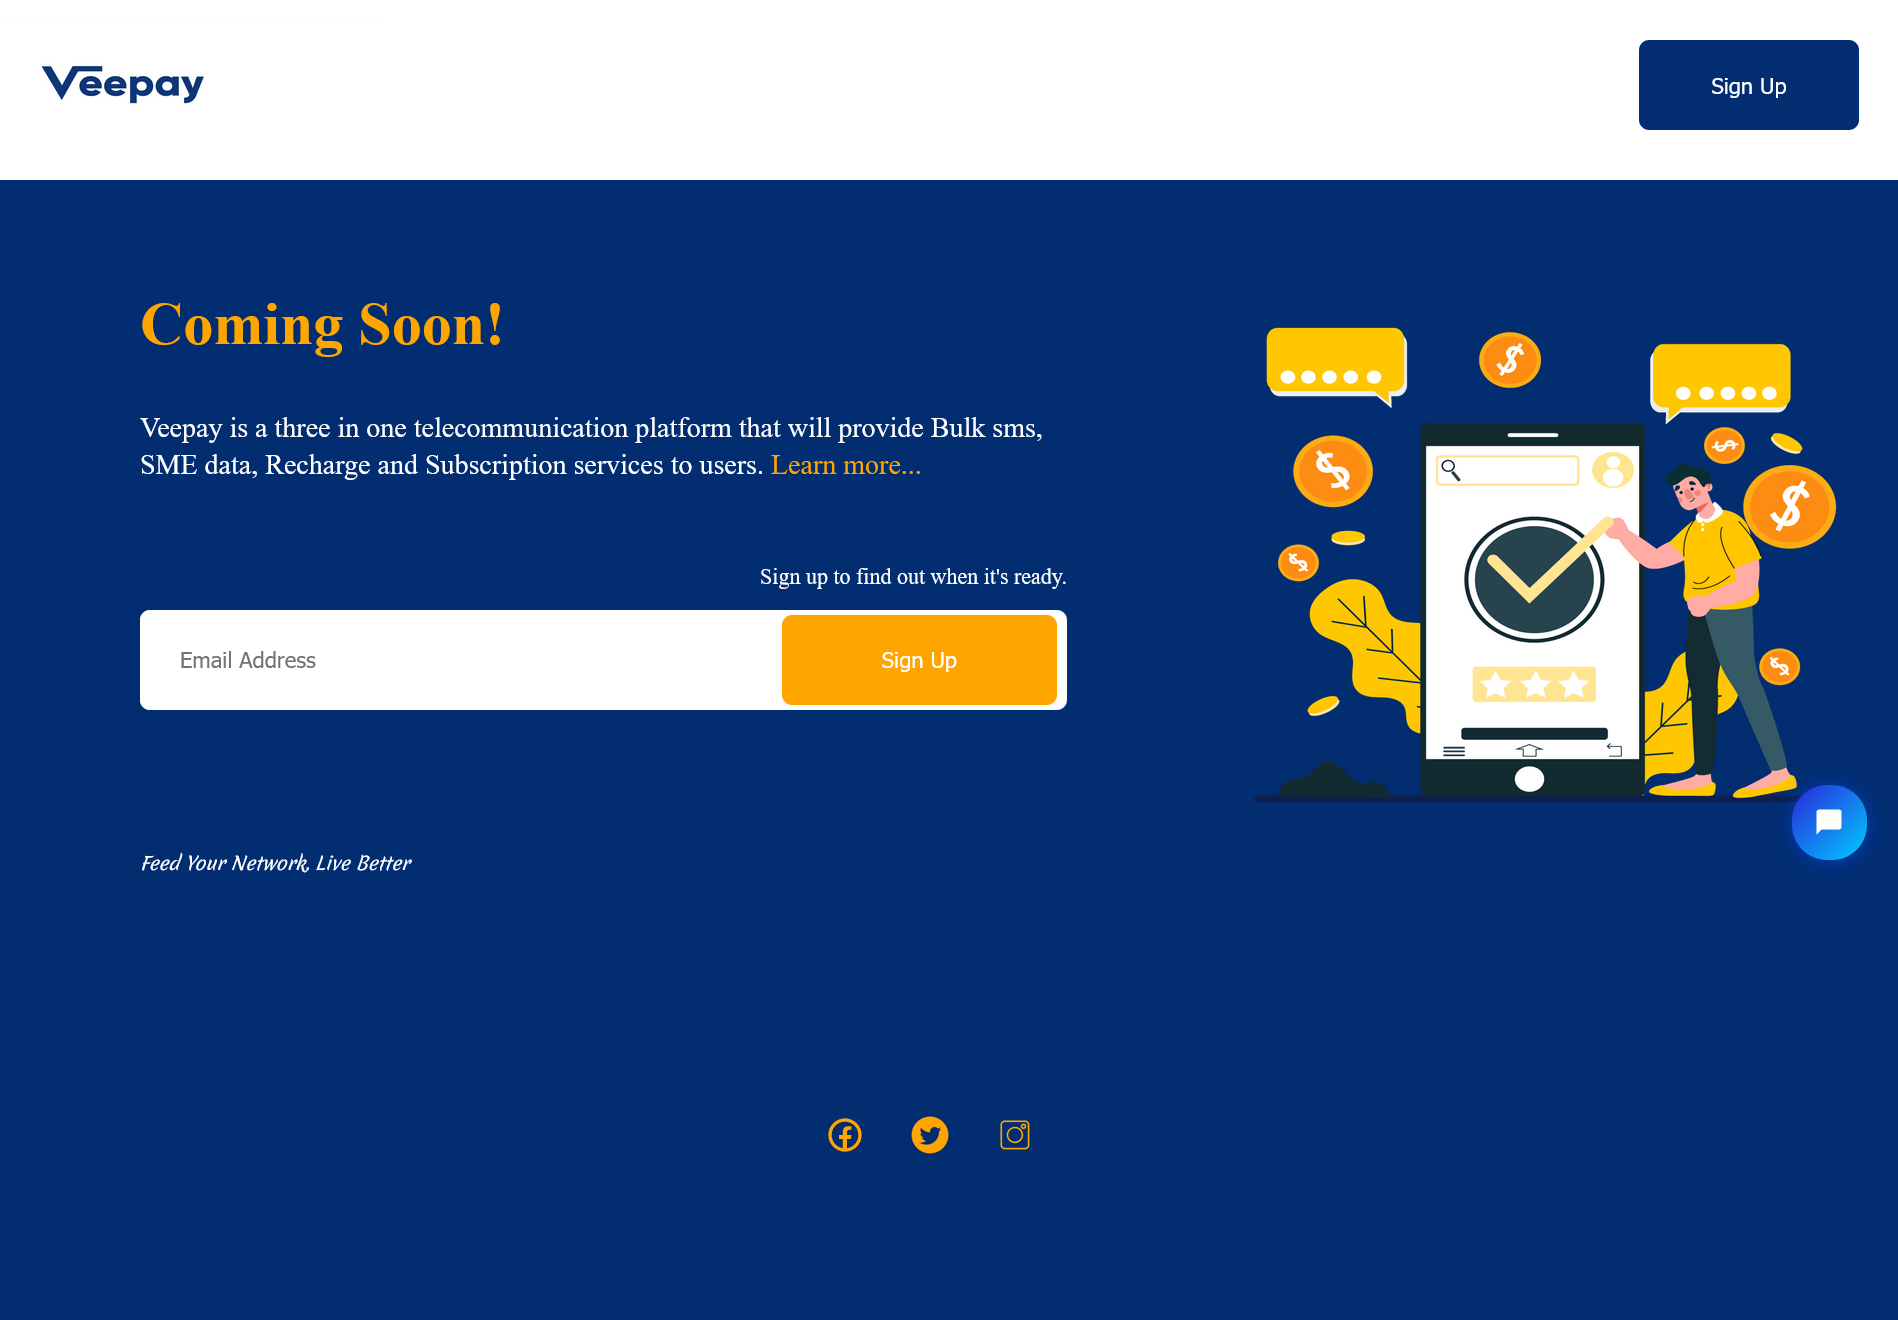 Veepay
Sign Up
Coming Soon!
Veepay is a three in one telecommunication platform that will provide Bulk sms,
SME data, Recharge and Subscription services to users. Learn more...
Sign up to find out when it's ready.
Email Address
Sign Up
Feed Your Network, Live Better
$
$
$
$
$
$